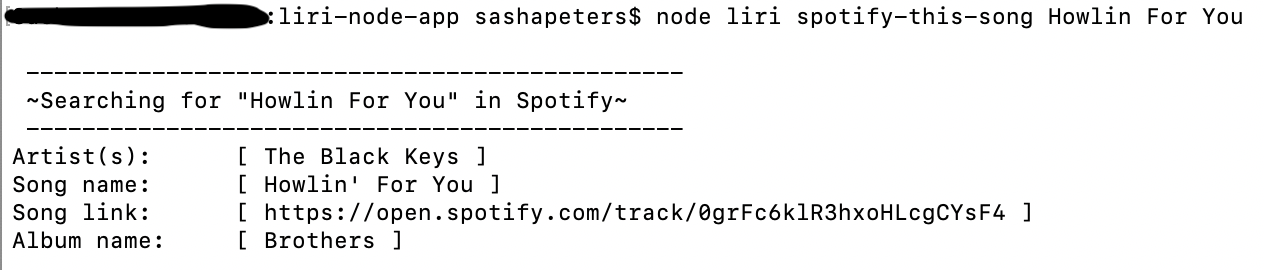 :liri-node-app sashapeters$ node liri spotify-this-song Howlin For You
-----------------------------------------------
~Searching for "Howlin For You" in Spotify~
-----------------------------------------------
Artist(s): [ The Black Keys ]
Song name: [ Howlin' For You ]
Song link: [ https://open.spotify.com/track/0grFc6klR3hxoHLcgCYsF4 ]
Album name: [ Brothers ]